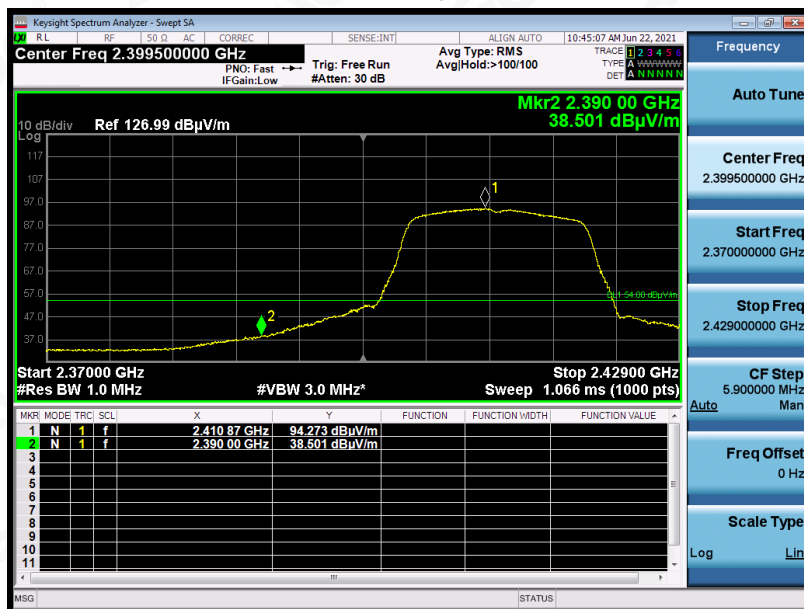 Keysight Spectrum Analyzer - Swept SA
LXI RL RF 50 Ω AC CORREC SENSE:INT ALIGN AUTO 10:45:07 AM Jun 22, 2021
Center Freq 2.399500000 GHz
PNO: Fast
IFGain:Low
Trig: Free Run
#Atten: 30 dB
Avg Type: RMS
Avg|Hold:>100/100
TRACE 1 2 3 4 5 6
TYPE A WWWWW
DET A N N N N N
Mkr2 2.390 00 GHz
38.501 dBµV/m
10 dB/div Ref 126.99 dBµV/m
Log
117
107
97.0
87.0
77.0
67.0
57.0
47.0
37.0
1
2
DL1 54.00 dBµV/m
Start 2.37000 GHz Stop 2.42900 GHz
#Res BW 1.0 MHz #VBW 3.0 MHz* Sweep 1.066 ms (1000 pts)
MKR MODE TRC SCL X Y FUNCTION FUNCTION WIDTH FUNCTION VALUE
1 N 1 f 2.410 87 GHz 94.273 dBµV/m
2 N 1 f 2.390 00 GHz 38.501 dBµV/m
3
4
5
6
7
8
9
10
11
MSG STATUS
Frequency
Auto Tune
Center Freq
2.399500000 GHz
Start Freq
2.370000000 GHz
Stop Freq
2.429000000 GHz
CF Step
5.900000 MHz
Auto Man
Freq Offset
0 Hz
Scale Type
Log Lin